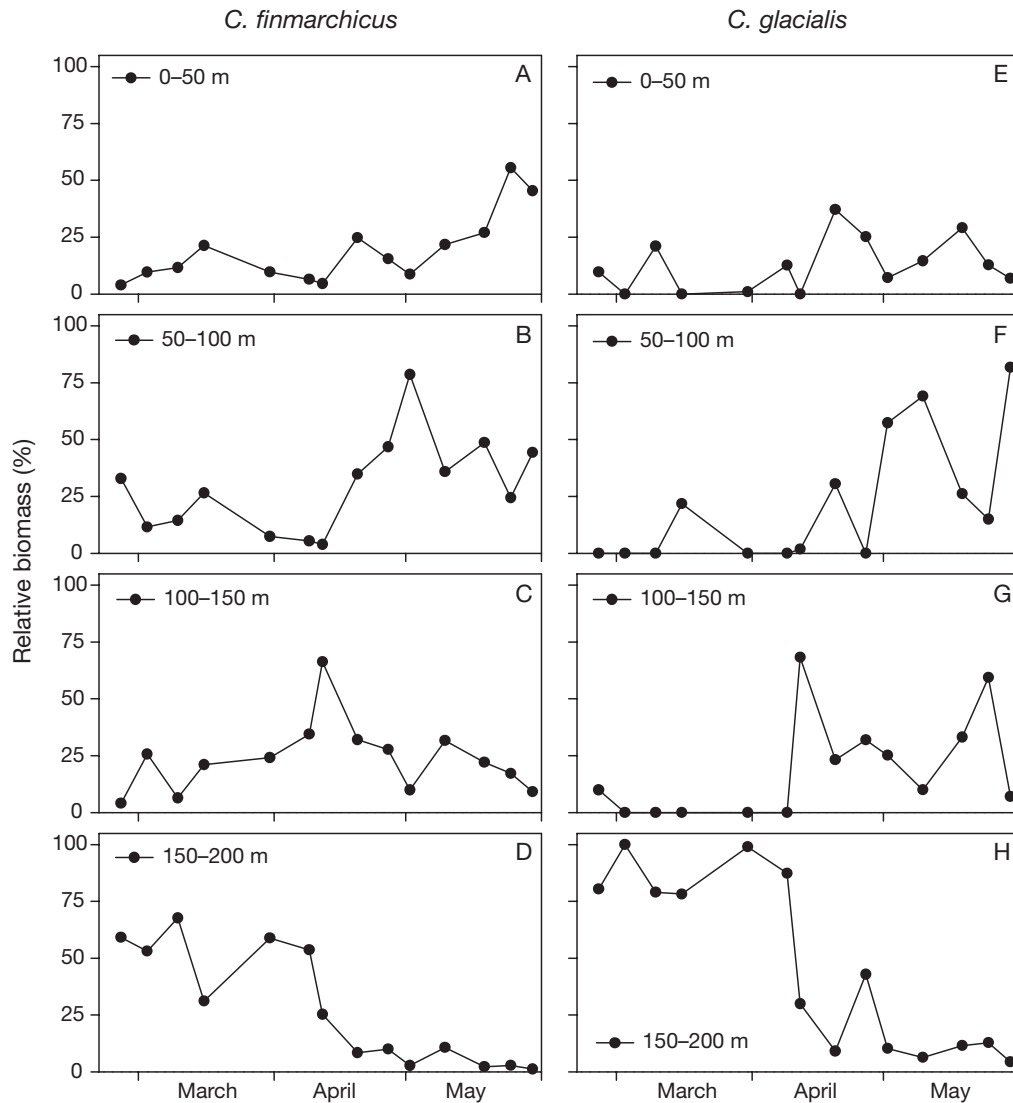 C. finmarchicus
C. glacialis
Relative biomass (%)
100
75
50
25
0
0–50 m
A
0–50 m
E
100
75
50
25
0
50–100 m
B
50–100 m
F
100
75
50
25
0
100–150 m
C
100–150 m
G
100
75
50
25
0
150–200 m
D
150–200 m
H
March April May
March April May